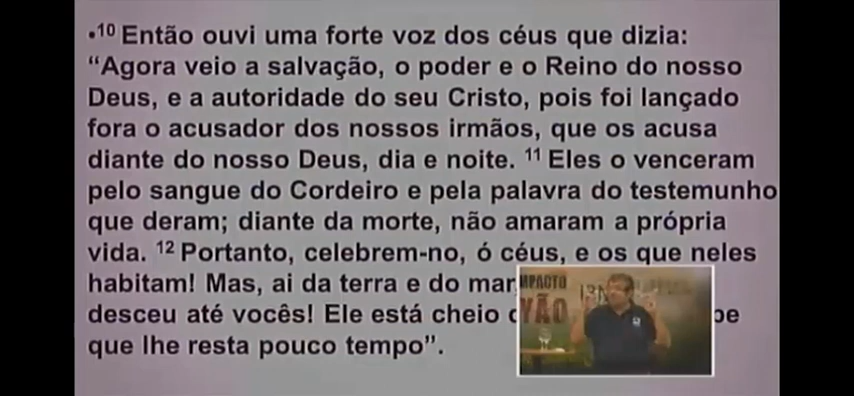 •¹⁰ Então ouvi uma forte voz dos céus que dizia:
“Agora veio a salvação, o poder e o Reino do nosso
Deus, e a autoridade do seu Cristo, pois foi lançado
fora o acusador dos nossos irmãos, que os acusa
diante do nosso Deus, dia e noite. ¹¹ Eles o venceram
pelo sangue do Cordeiro e pela palavra do testemunho
que deram; diante da morte, não amaram a própria
vida. ¹² Portanto, celebrem-no, ó céus, e os que neles
habitam! Mas, ai da terra e do mar
desceu até vocês! Ele está cheio
que lhe resta pouco tempo”.
MPACTO
YÃO